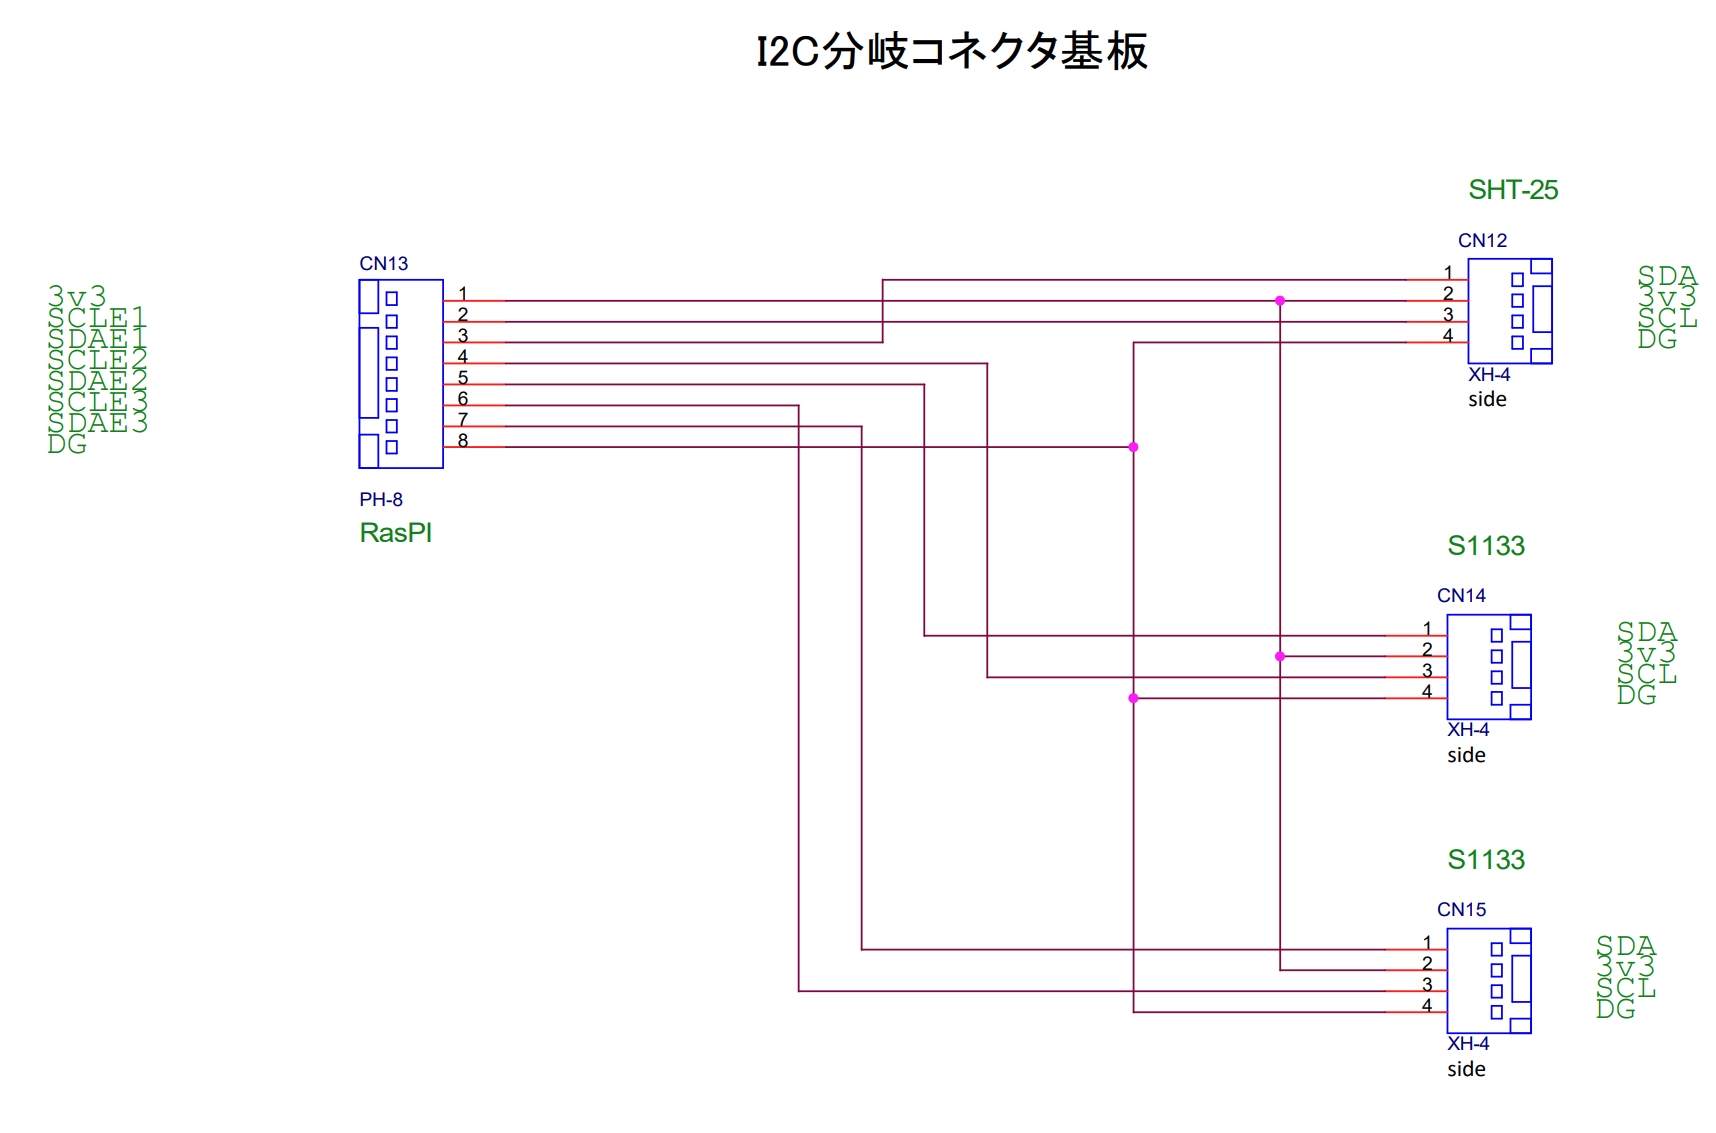 I2C分岐コネクタ基板
SHT-25
CN12
1 SDA
2 3v3
3 SCL
4 DG
XH-4
side
CN13
3v3 1
SCLE1 2
SDAE1 3
SCLE2 4
SDAE2 5
SCLE3 6
SDAE3 7
DG 8
PH-8
RasPI
S1133
CN14
1 SDA
2 3v3
3 SCL
4 DG
XH-4
side
S1133
CN15
1 SDA
2 3v3
3 SCL
4 DG
XH-4
side